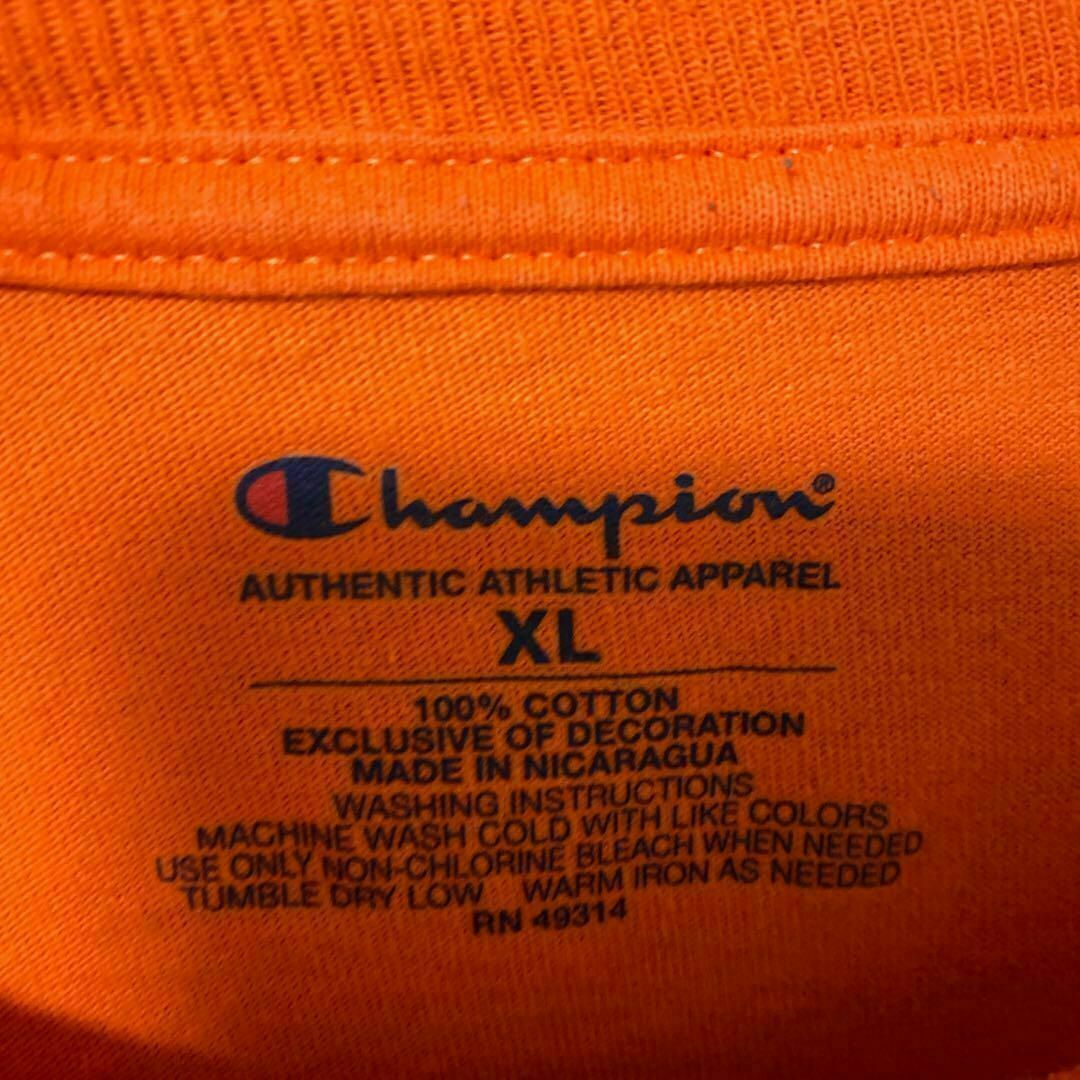 Champion®
AUTHENTIC ATHLETIC APPAREL
XL
100% COTTON
EXCLUSIVE OF DECORATION
MADE IN NICARAGUA
WASHING INSTRUCTIONS
MACHINE WASH COLD WITH LIKE COLORS
USE ONLY NON-CHLORINE BLEACH WHEN NEEDED
TUMBLE DRY LOW WARM IRON AS NEEDED
RN 49314